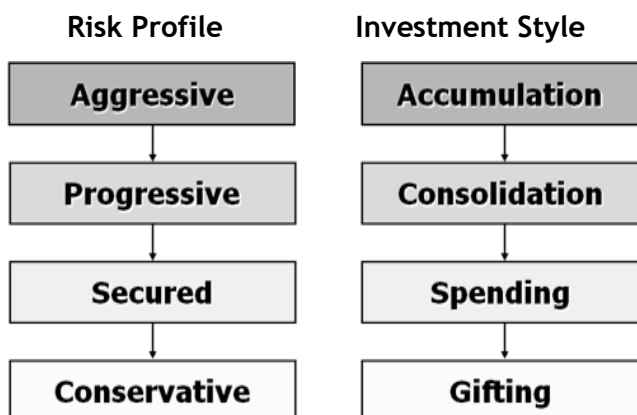 Risk Profile
Investment Style
Aggressive
Accumulation
Progressive
Consolidation
Secured
Spending
Conservative
Gifting